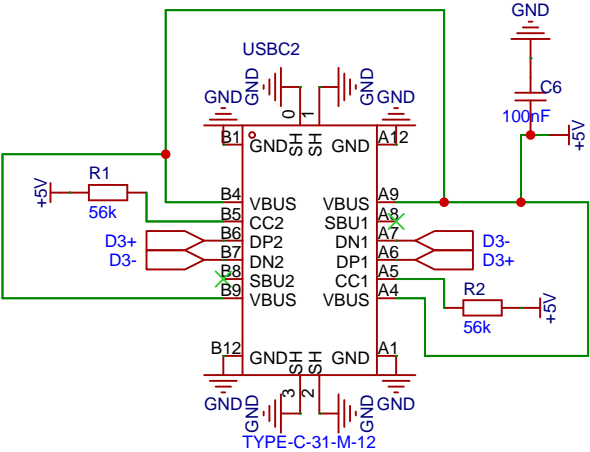 GND
USBC2
GND
GND
C6
100nF
+5V
GND
GND
0
1
SH
SH
B1
GND
GND
A12
R1
+5V
56k
B4
VBUS
VBUS
A9
B5
CC2
SBU1
A8
D3+
B6
DP2
DN1
A7
D3-
D3-
B7
DN2
DP1
A6
D3+
B8
SBU2
CC1
A5
B9
VBUS
VBUS
A4
R2
+5V
56k
B12
GND
GND
A1
SH
SH
3
2
GND
GND
GND
GND
TYPE-C-31-M-12